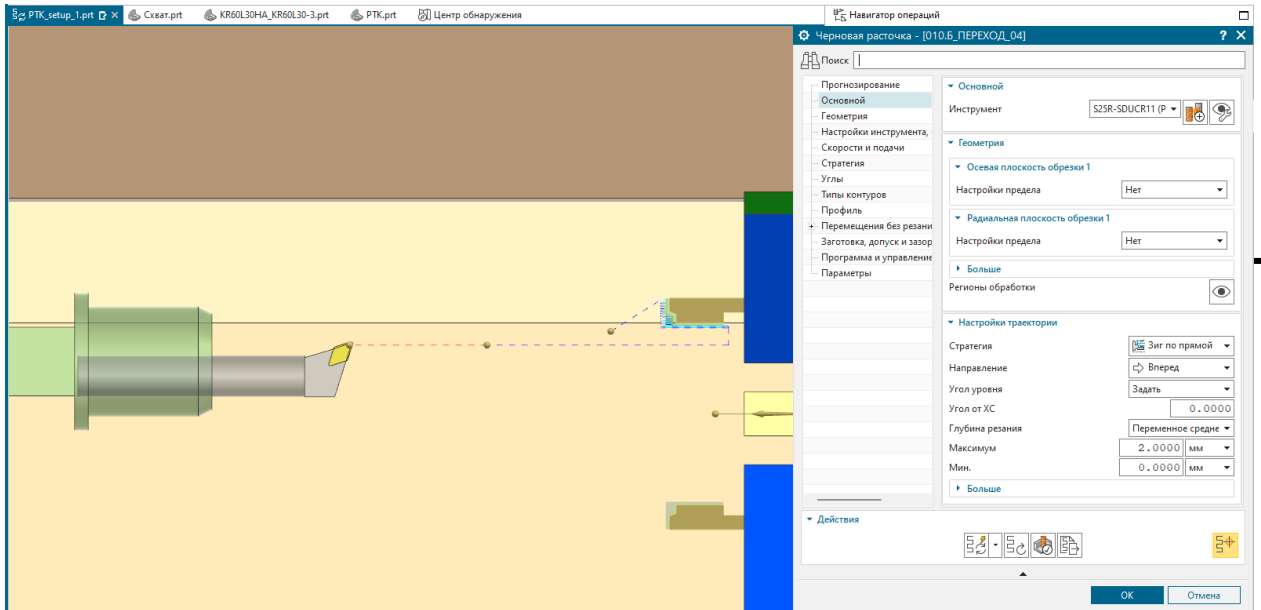 PTK_setup_1.prt
Схват.prt
KR60L30HA_KR60L30-3.prt
РТК.prt
Центр обнаружения
Навигатор операций
Черновая расточка - [010.Б_ПЕРЕХОД_04]
Поиск
Прогнозирование
Основной
Геометрия
Настройки инструмента,
Скорости и подачи
Стратегия
Углы
Типы контуров
Профиль
Перемещения без резани
Заготовка, допуск и зазор
Программа и управление
Параметры
Основной
Инструмент
S25R-SDUCR11 (P
Геометрия
Осевая плоскость обрезки 1
Настройки предела
Нет
Радиальная плоскость обрезки 1
Настройки предела
Нет
Больше
Регионы обработки
Настройки траектории
Стратегия
Зиг по прямой
Направление
Вперед
Угол уровня
Задать
Угол от XC
0.0000
Глубина резания
Переменное средне
Максимум
2.0000 мм
Мин.
0.0000 мм
Больше
Действия
ОК
Отмена